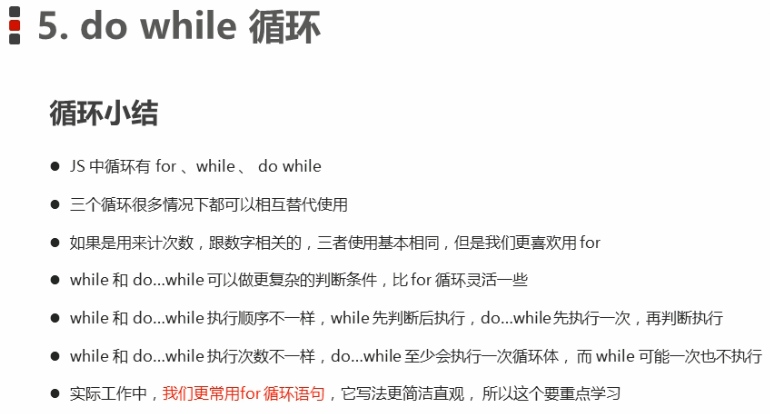 5. do while 循环
循环小结
● JS 中循环有 for 、while 、 do while
● 三个循环很多情况下都可以相互替代使用
● 如果是用来计次数，跟数字相关的，三者使用基本相同，但是我们更喜欢用 for
● while 和 do…while 可以做更复杂的判断条件，比 for 循环灵活一些
● while 和 do…while 执行顺序不一样，while 先判断后执行，do…while 先执行一次，再判断执行
● while 和 do…while 执行次数不一样，do…while 至少会执行一次循环体， 而 while 可能一次也不执行
● 实际工作中，我们更常用for 循环语句，它写法更简洁直观， 所以这个要重点学习